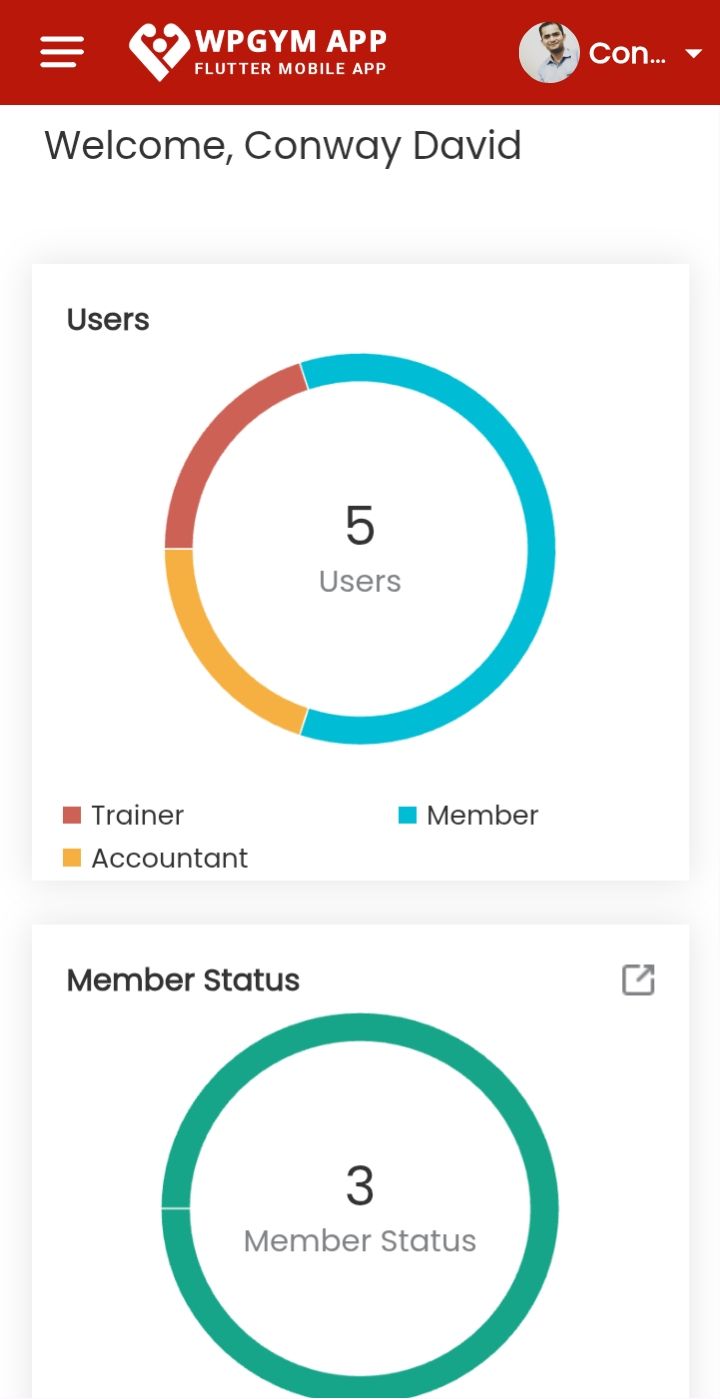 WPGYM APP
FLUTTER MOBILE APP
Con...
Welcome, Conway David
Users
5
Users
Trainer
Member
Accountant
Member Status
3
Member Status